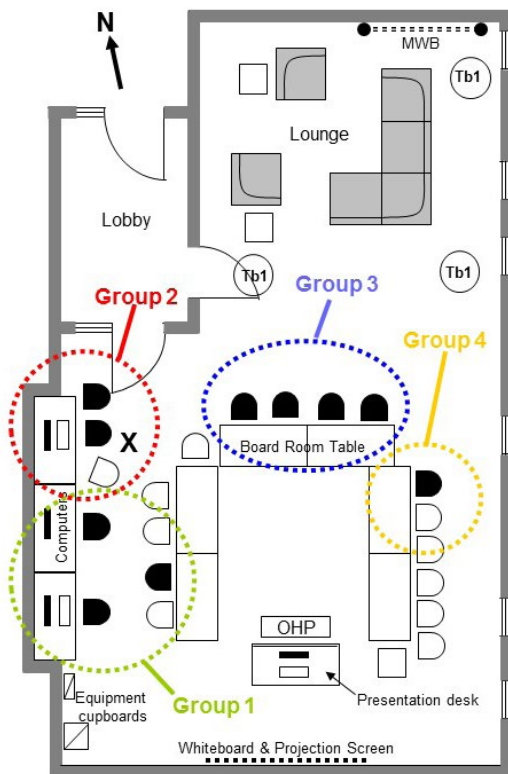 N
MWB
Tb1
Lounge
Lobby
Tb1
Tb1
Group 2
Group 3
Group 4
X
Board Room Table
Computers
OHP
Equipment
cupboards
Group 1
Presentation desk
Whiteboard & Projection Screen